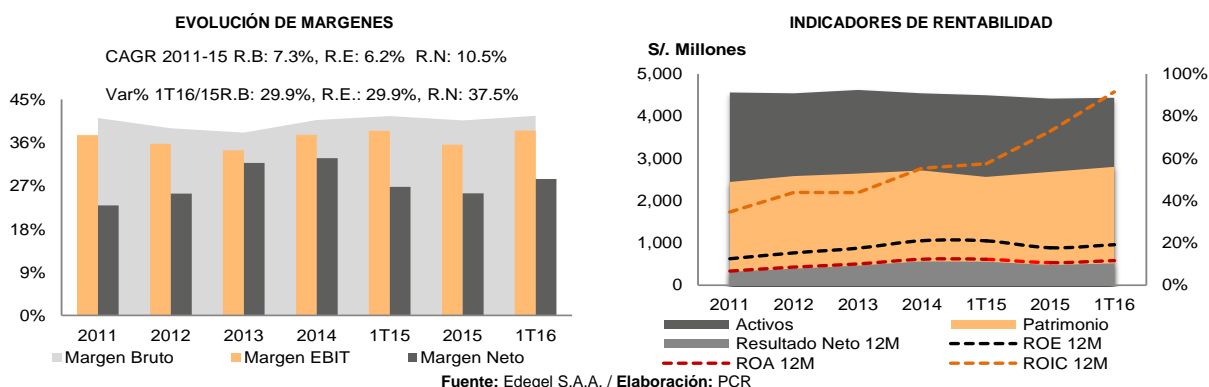 EVOLUCIÓN DE MARGENES
CAGR 2011-15 R.B: 7.3%, R.E: 6.2% R.N: 10.5%
Var% 1T16/15R.B: 29.9%, R.E.: 29.9%, R.N: 37.5%
45%
36%
27%
18%
9%
0%
2011 2012 2013 2014 1T15 2015 1T16
Margen Bruto Margen EBIT Margen Neto
INDICADORES DE RENTABILIDAD
S/. Millones
5,000 100%
4,000 80%
3,000 60%
2,000 40%
1,000 20%
0 0%
2011 2012 2013 2014 1T15 2015 1T16
Activos Patrimonio
Resultado Neto 12M ROE 12M
ROA 12M ROIC 12M
Fuente: Edegel S.A.A. / Elaboración: PCR